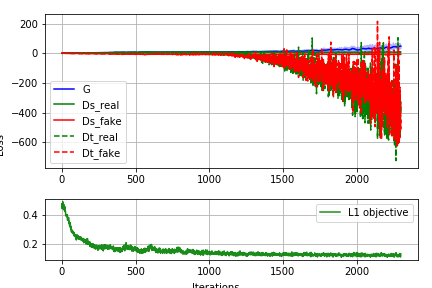 200
0
−200
−400
−600
G
Ds_real
Ds_fake
Dt_real
Dt_fake
Loss
0
500
1000
1500
2000
0.4
0.2
L1 objective
0
500
1000
1500
2000
Iterations